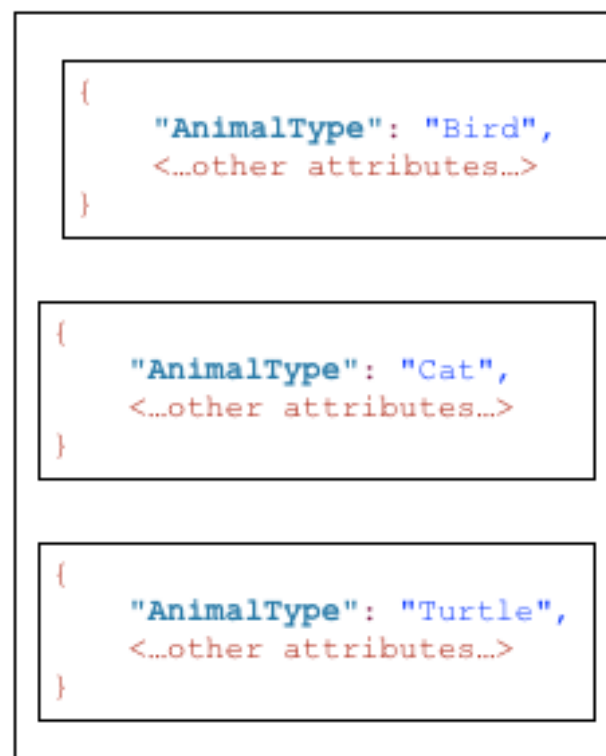 {
"AnimalType": "Bird",
<…other attributes…>
}
{
"AnimalType": "Cat",
<…other attributes…>
}
{
"AnimalType": "Turtle",
<…other attributes…>
}